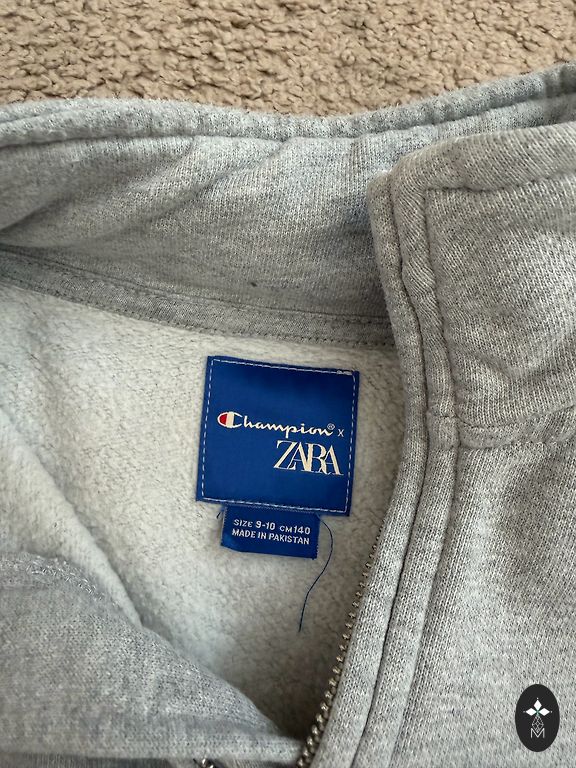 Champion® x
ZARA
SIZE 9-10 CM140
MADE IN PAKISTAN
M